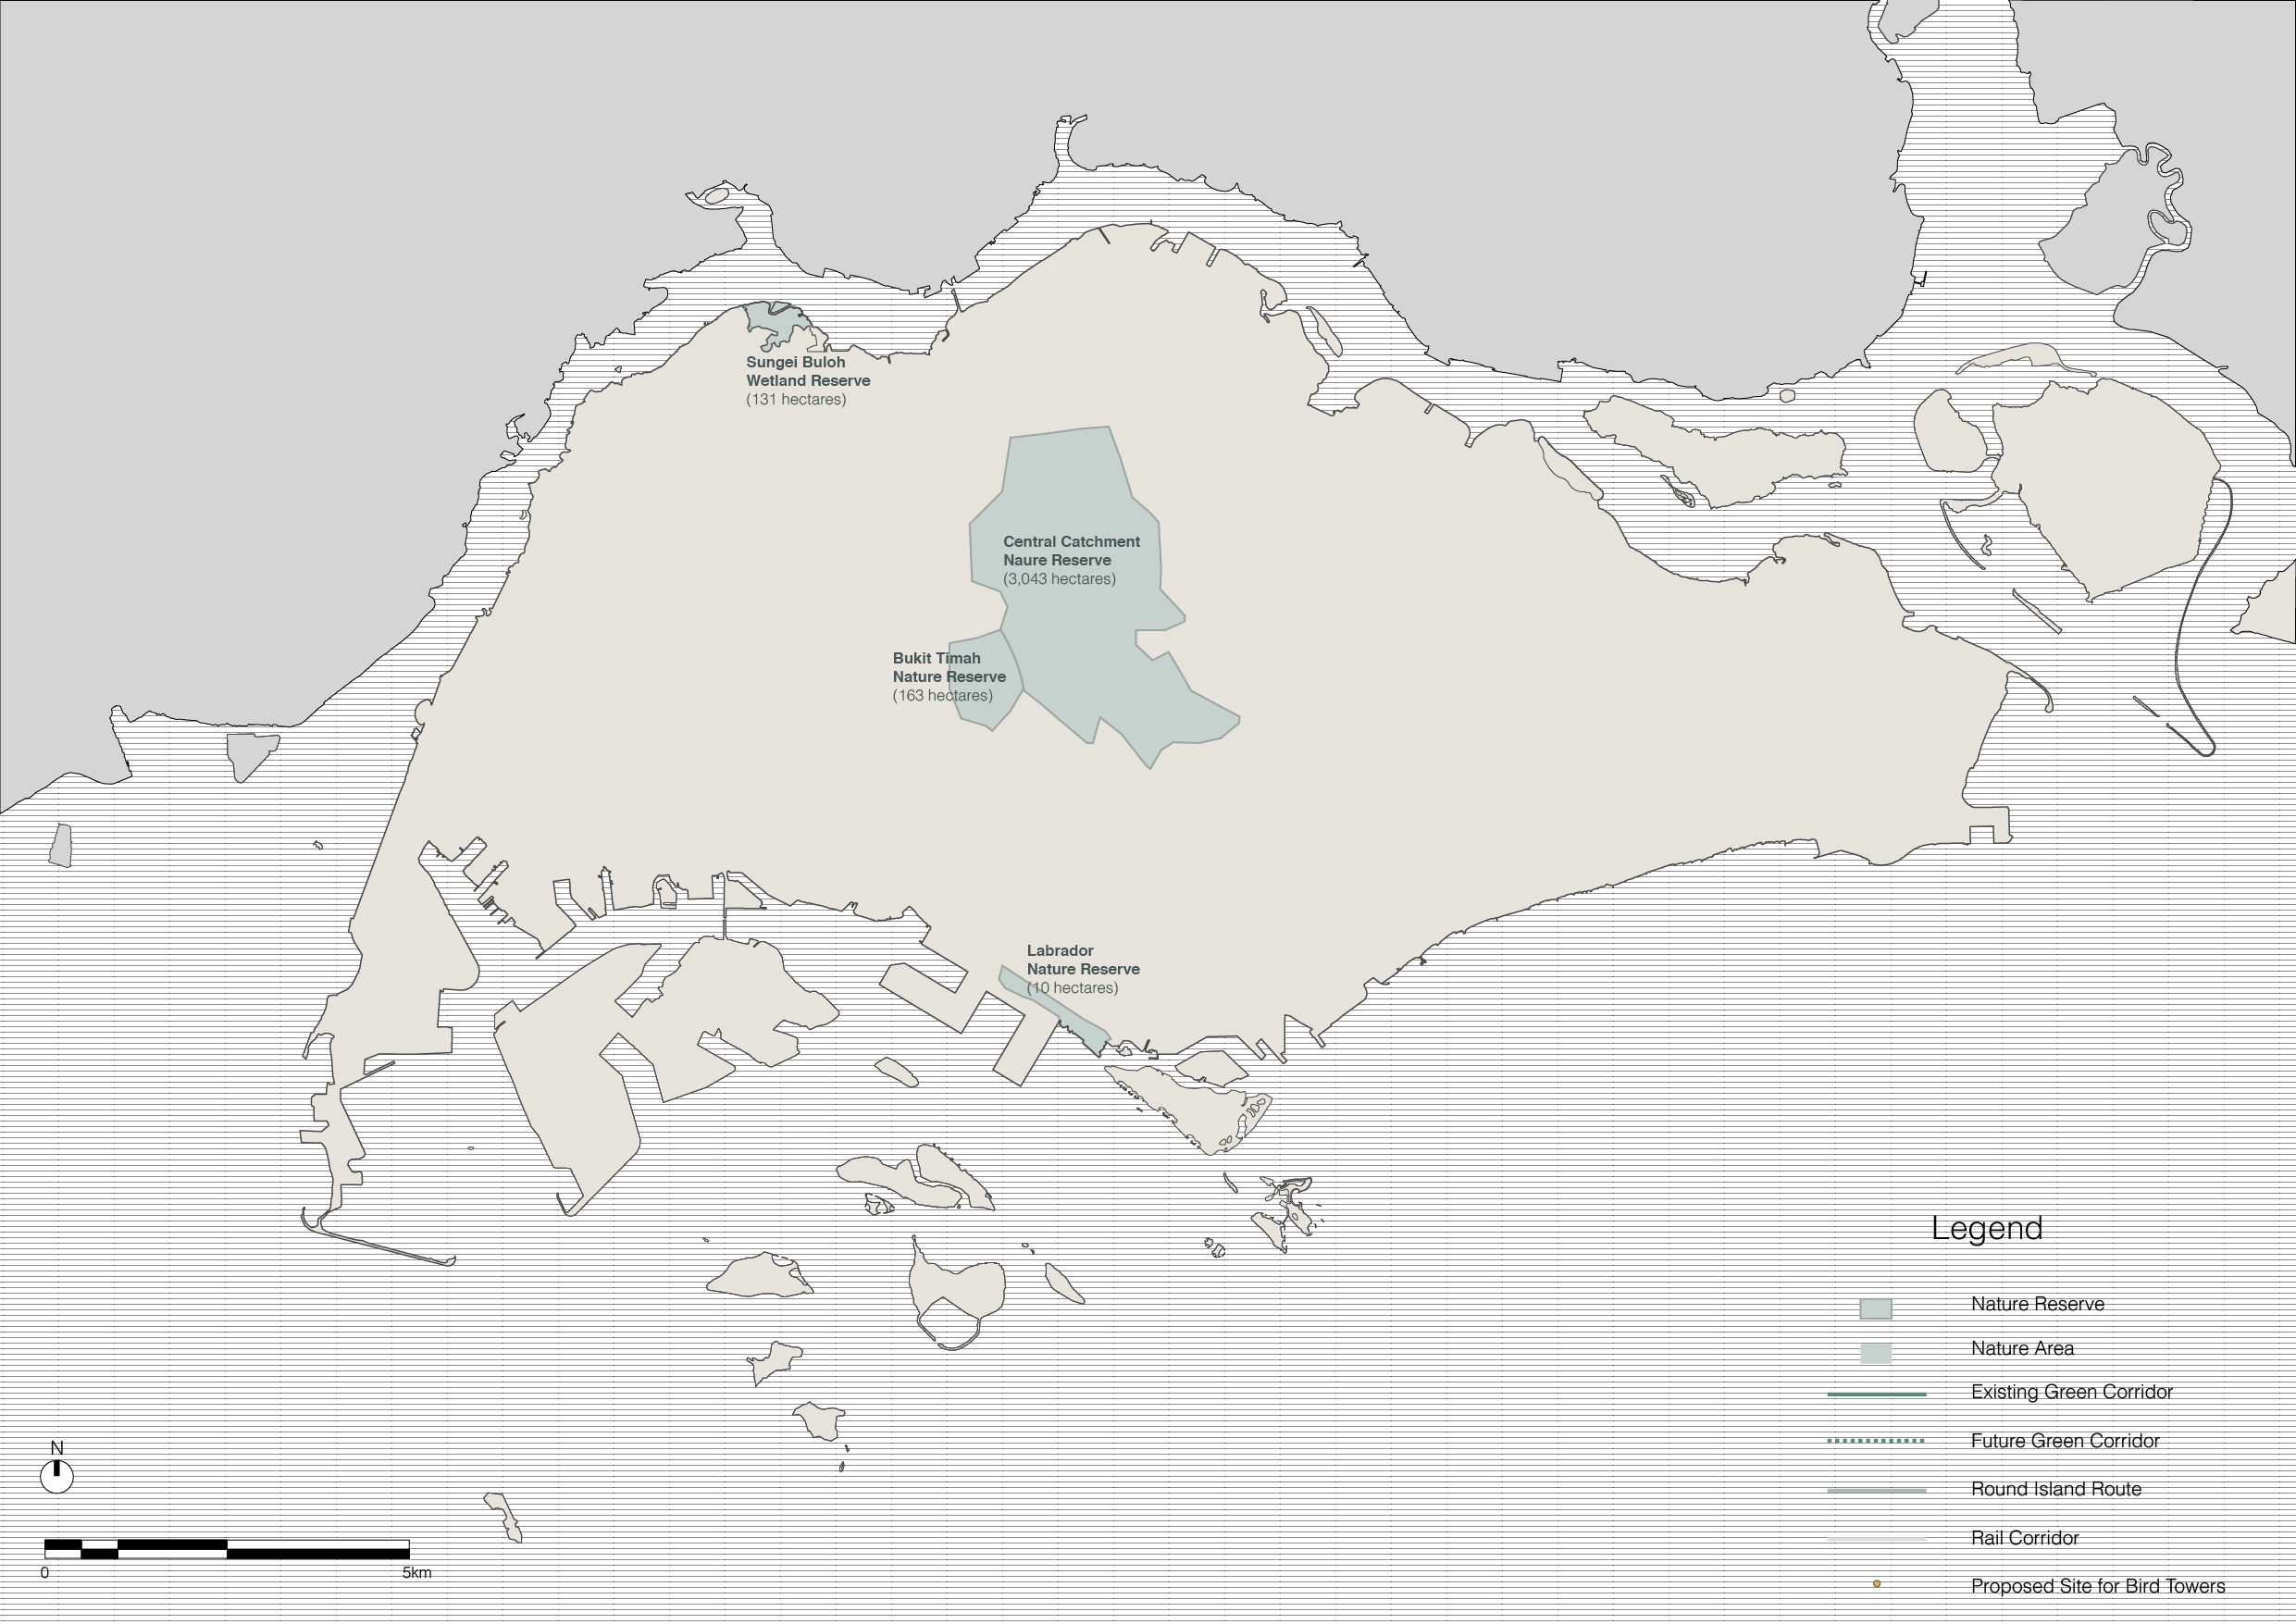 Sungei Buloh
Wetland Reserve
(131 hectares)
Central Catchment
Naure Reserve
(3,043 hectares)
Bukit Timah
Nature Reserve
(163 hectares)
Labrador
Nature Reserve
(10 hectares)
Legend
Nature Reserve
Nature Area
Existing Green Corridor
Future Green Corridor
Round Island Route
Rail Corridor
Proposed Site for Bird Towers
N
0 5km